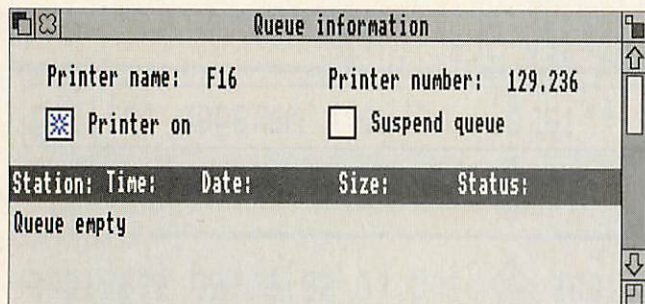 Queue information
Printer name: F16 Printer number: 129.236
Printer on Suspend queue
Station: Time: Date: Size: Status:
Queue empty